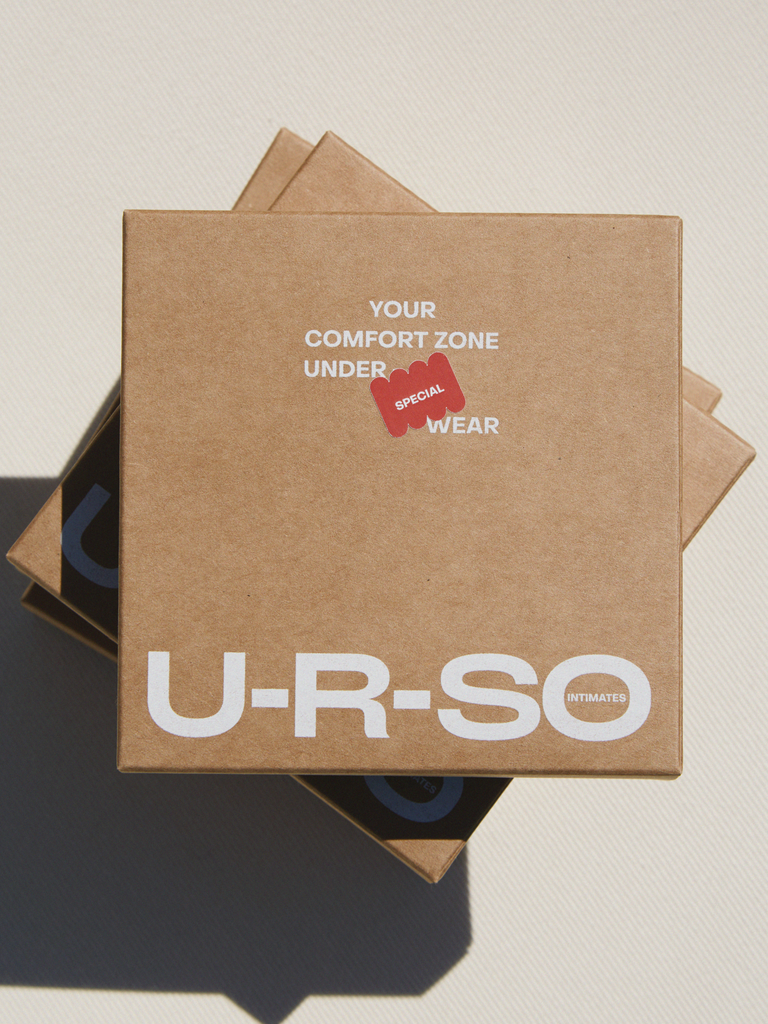 YOUR
COMFORT ZONE
UNDER
SPECIAL
WEAR
U-R-SO
INTIMATES